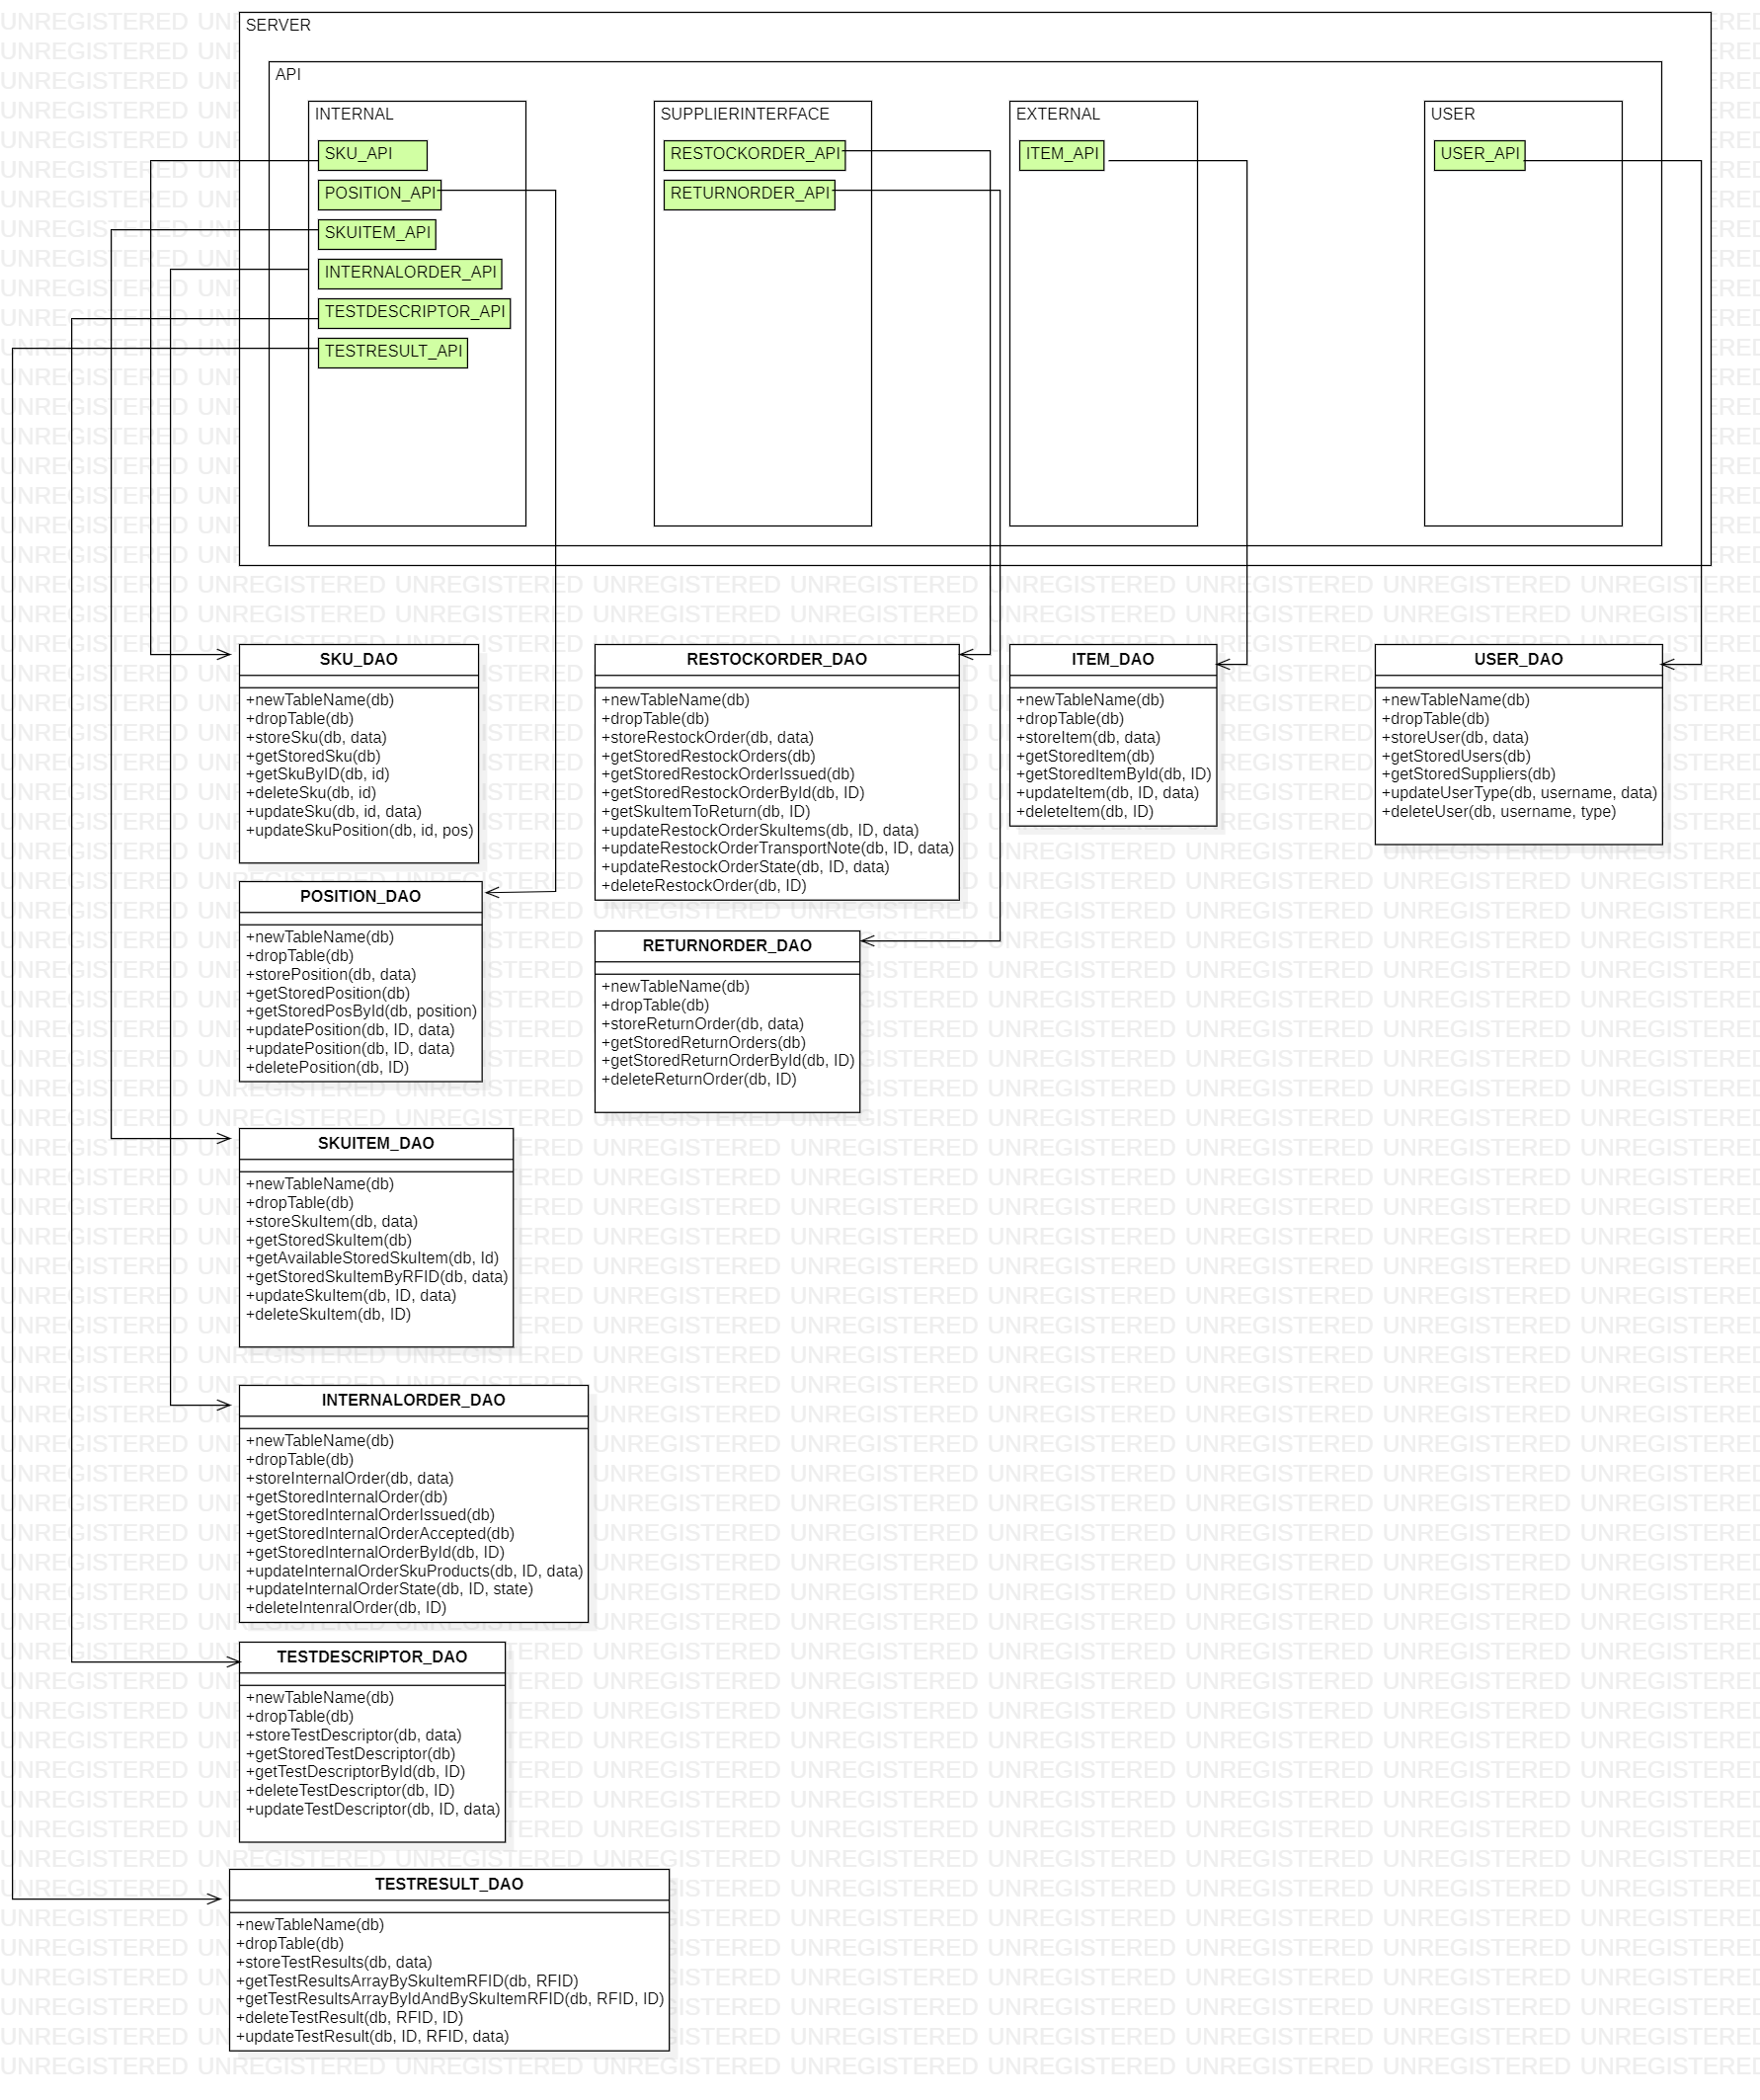 SERVER
API
INTERNAL
SKU_API
POSITION_API
SKUITEM_API
INTERNALORDER_API
TESTDESCRIPTOR_API
TESTRESULT_API
SUPPLIERINTERFACE
RESTOCKORDER_API
RETURNORDER_API
EXTERNAL
ITEM_API
USER
USER_API
SKU_DAO
+newTableName(db)
+dropTable(db)
+storeSku(db, data)
+getStoredSku(db)
+getSkuByID(db, id)
+deleteSku(db, id)
+updateSku(db, id, data)
+updateSkuPosition(db, id, pos)
RESTOCKORDER_DAO
+newTableName(db)
+dropTable(db)
+storeRestockOrder(db, data)
+getStoredRestockOrders(db)
+getStoredRestockOrderIssued(db)
+getStoredRestockOrderById(db, ID)
+getSkuItemToReturn(db, ID)
+updateRestockOrderSkuItems(db, ID, data)
+updateRestockOrderTransportNote(db, ID, data)
+updateRestockOrderState(db, ID, data)
+deleteRestockOrder(db, ID)
ITEM_DAO
+newTableName(db)
+dropTable(db)
+storeItem(db, data)
+getStoredItem(db)
+getStoredItemById(db, ID)
+updateItem(db, ID, data)
+deleteItem(db, ID)
USER_DAO
+newTableName(db)
+dropTable(db)
+storeUser(db, data)
+getStoredUsers(db)
+getStoredSuppliers(db)
+updateUserType(db, username, data)
+deleteUser(db, username, type)
POSITION_DAO
+newTableName(db)
+dropTable(db)
+storePosition(db, data)
+getStoredPosition(db)
+getStoredPosById(db, position)
+updatePosition(db, ID, data)
+updatePosition(db, ID, data)
+deletePosition(db, ID)
RETURNORDER_DAO
+newTableName(db)
+dropTable(db)
+storeReturnOrder(db, data)
+getStoredReturnOrders(db)
+getStoredReturnOrderById(db, ID)
+deleteReturnOrder(db, ID)
SKUITEM_DAO
+newTableName(db)
+dropTable(db)
+storeSkuItem(db, data)
+getStoredSkuItem(db)
+getAvailableStoredSkuItem(db, Id)
+getStoredSkuItemByRFID(db, data)
+updateSkuItem(db, ID, data)
+deleteSkuItem(db, ID)
INTERNALORDER_DAO
+newTableName(db)
+dropTable(db)
+storeInternalOrder(db, data)
+getStoredInternalOrder(db)
+getStoredInternalOrderIssued(db)
+getStoredInternalOrderAccepted(db)
+getStoredInternalOrderById(db, ID)
+updateInternalOrderSkuProducts(db, ID, data)
+updateInternalOrderState(db, ID, state)
+deleteIntenralOrder(db, ID)
TESTDESCRIPTOR_DAO
+newTableName(db)
+dropTable(db)
+storeTestDescriptor(db, data)
+getStoredTestDescriptor(db)
+getTestDescriptorById(db, ID)
+deleteTestDescriptor(db, ID)
+updateTestDescriptor(db, ID, data)
TESTRESULT_DAO
+newTableName(db)
+dropTable(db)
+storeTestResults(db, data)
+getTestResultsArrayBySkuItemRFID(db, RFID)
+getTestResultsArrayByIdAndBySkuItemRFID(db, RFID, ID)
+deleteTestResult(db, RFID, ID)
+updateTestResult(db, ID, RFID, data)
UNREGISTERED